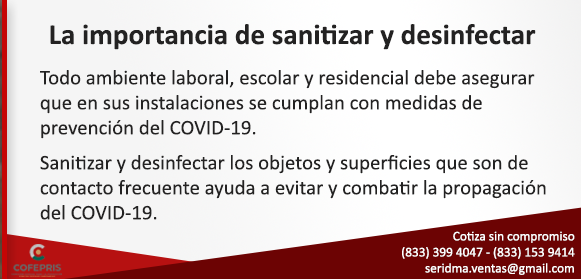 La importancia de sanitizar y desinfectar
Todo ambiente laboral, escolar y residencial debe asegurar
que en sus instalaciones se cumplan con medidas de
prevención del COVID-19.
Sanitizar y desinfectar los objetos y superficies que son de
contacto frecuente ayuda a evitar y combatir la propagación
del COVID-19.
COFEPRIS
Cotiza sin compromiso
(833) 399 4047 - (833) 153 9414
seridma.ventas@gmail.com